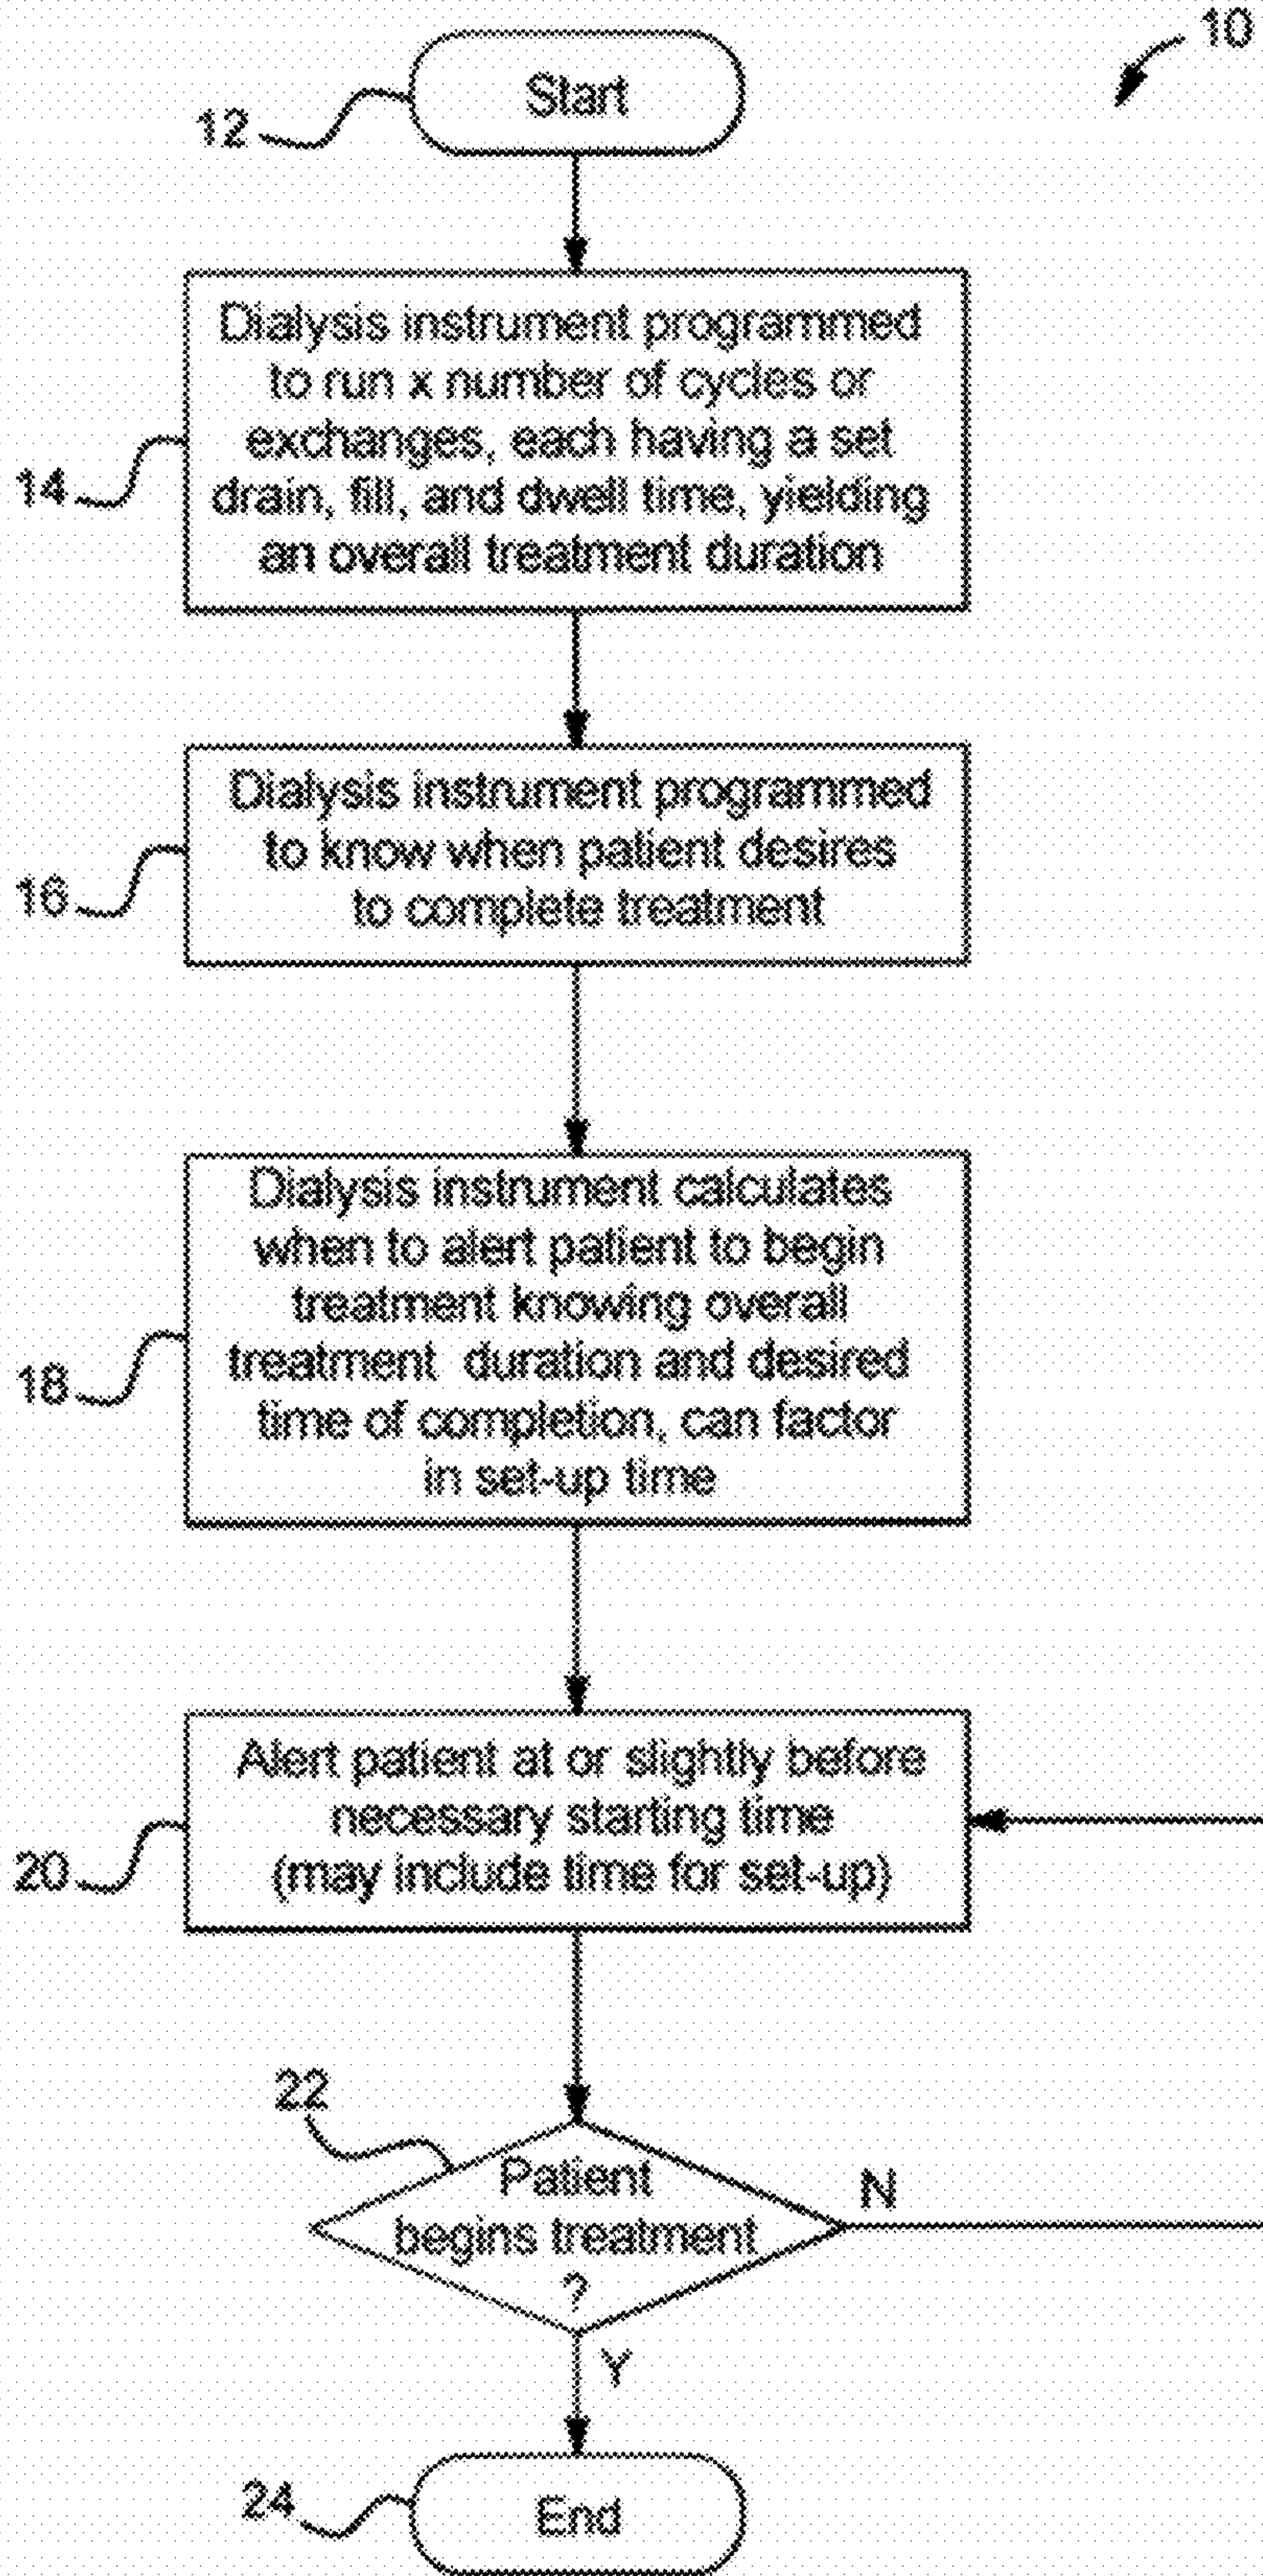 10
Start
12
Dialysis instrument programmed
to run x number of cycles or
exchanges, each having a set
drain, fill, and dwell time, yielding
an overall treatment duration
14
Dialysis instrument programmed
to know when patient desires
to complete treatment
16
Dialysis instrument calculates
when to alert patient to begin
treatment knowing overall
treatment duration and desired
time of completion, can factor
in set-up time
18
Alert patient at or slightly before
necessary starting time
(may include time for set-up)
20
22
Patient
begins treatment
?
N
Y
24
End